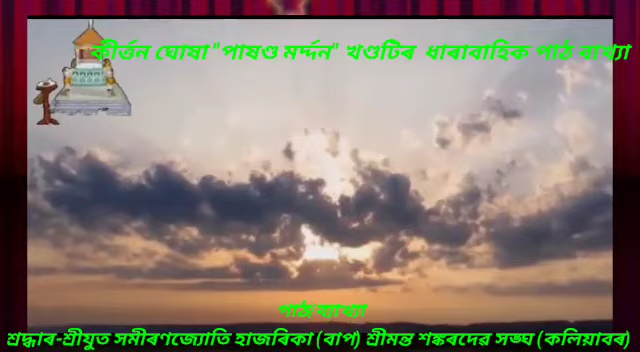 কীৰ্ত্তন ঘোষা "পাষণ্ড মৰ্দ্দন" খণ্ডটিৰ ধাৰাবাহিক পাঠ ব্যাখ্যা
পাঠ/ব্যাখ্যা
শ্ৰদ্ধাৰ-শ্ৰীযুত সমীৰণজ্যোতি হাজৰিকা (বাপ) শ্ৰীমন্ত শঙ্কৰদেৱ সঙ্ঘ (কলিয়াবৰ)